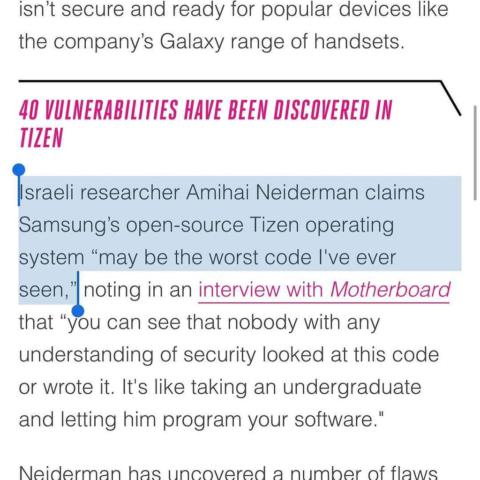 isn't secure and ready for popular devices like
the company's Galaxy range of handsets.
40 VULNERABILITIES HAVE BEEN DISCOVERED IN
TIZEN
Israeli researcher Amihai Neiderman claims
Samsung's open-source Tizen operating
system “may be the worst code I've ever
seen,” noting in an interview with Motherboard
that “you can see that nobody with any
understanding of security looked at this code
or wrote it. It's like taking an undergraduate
and letting him program your software."
Neiderman has uncovered a number of flaws